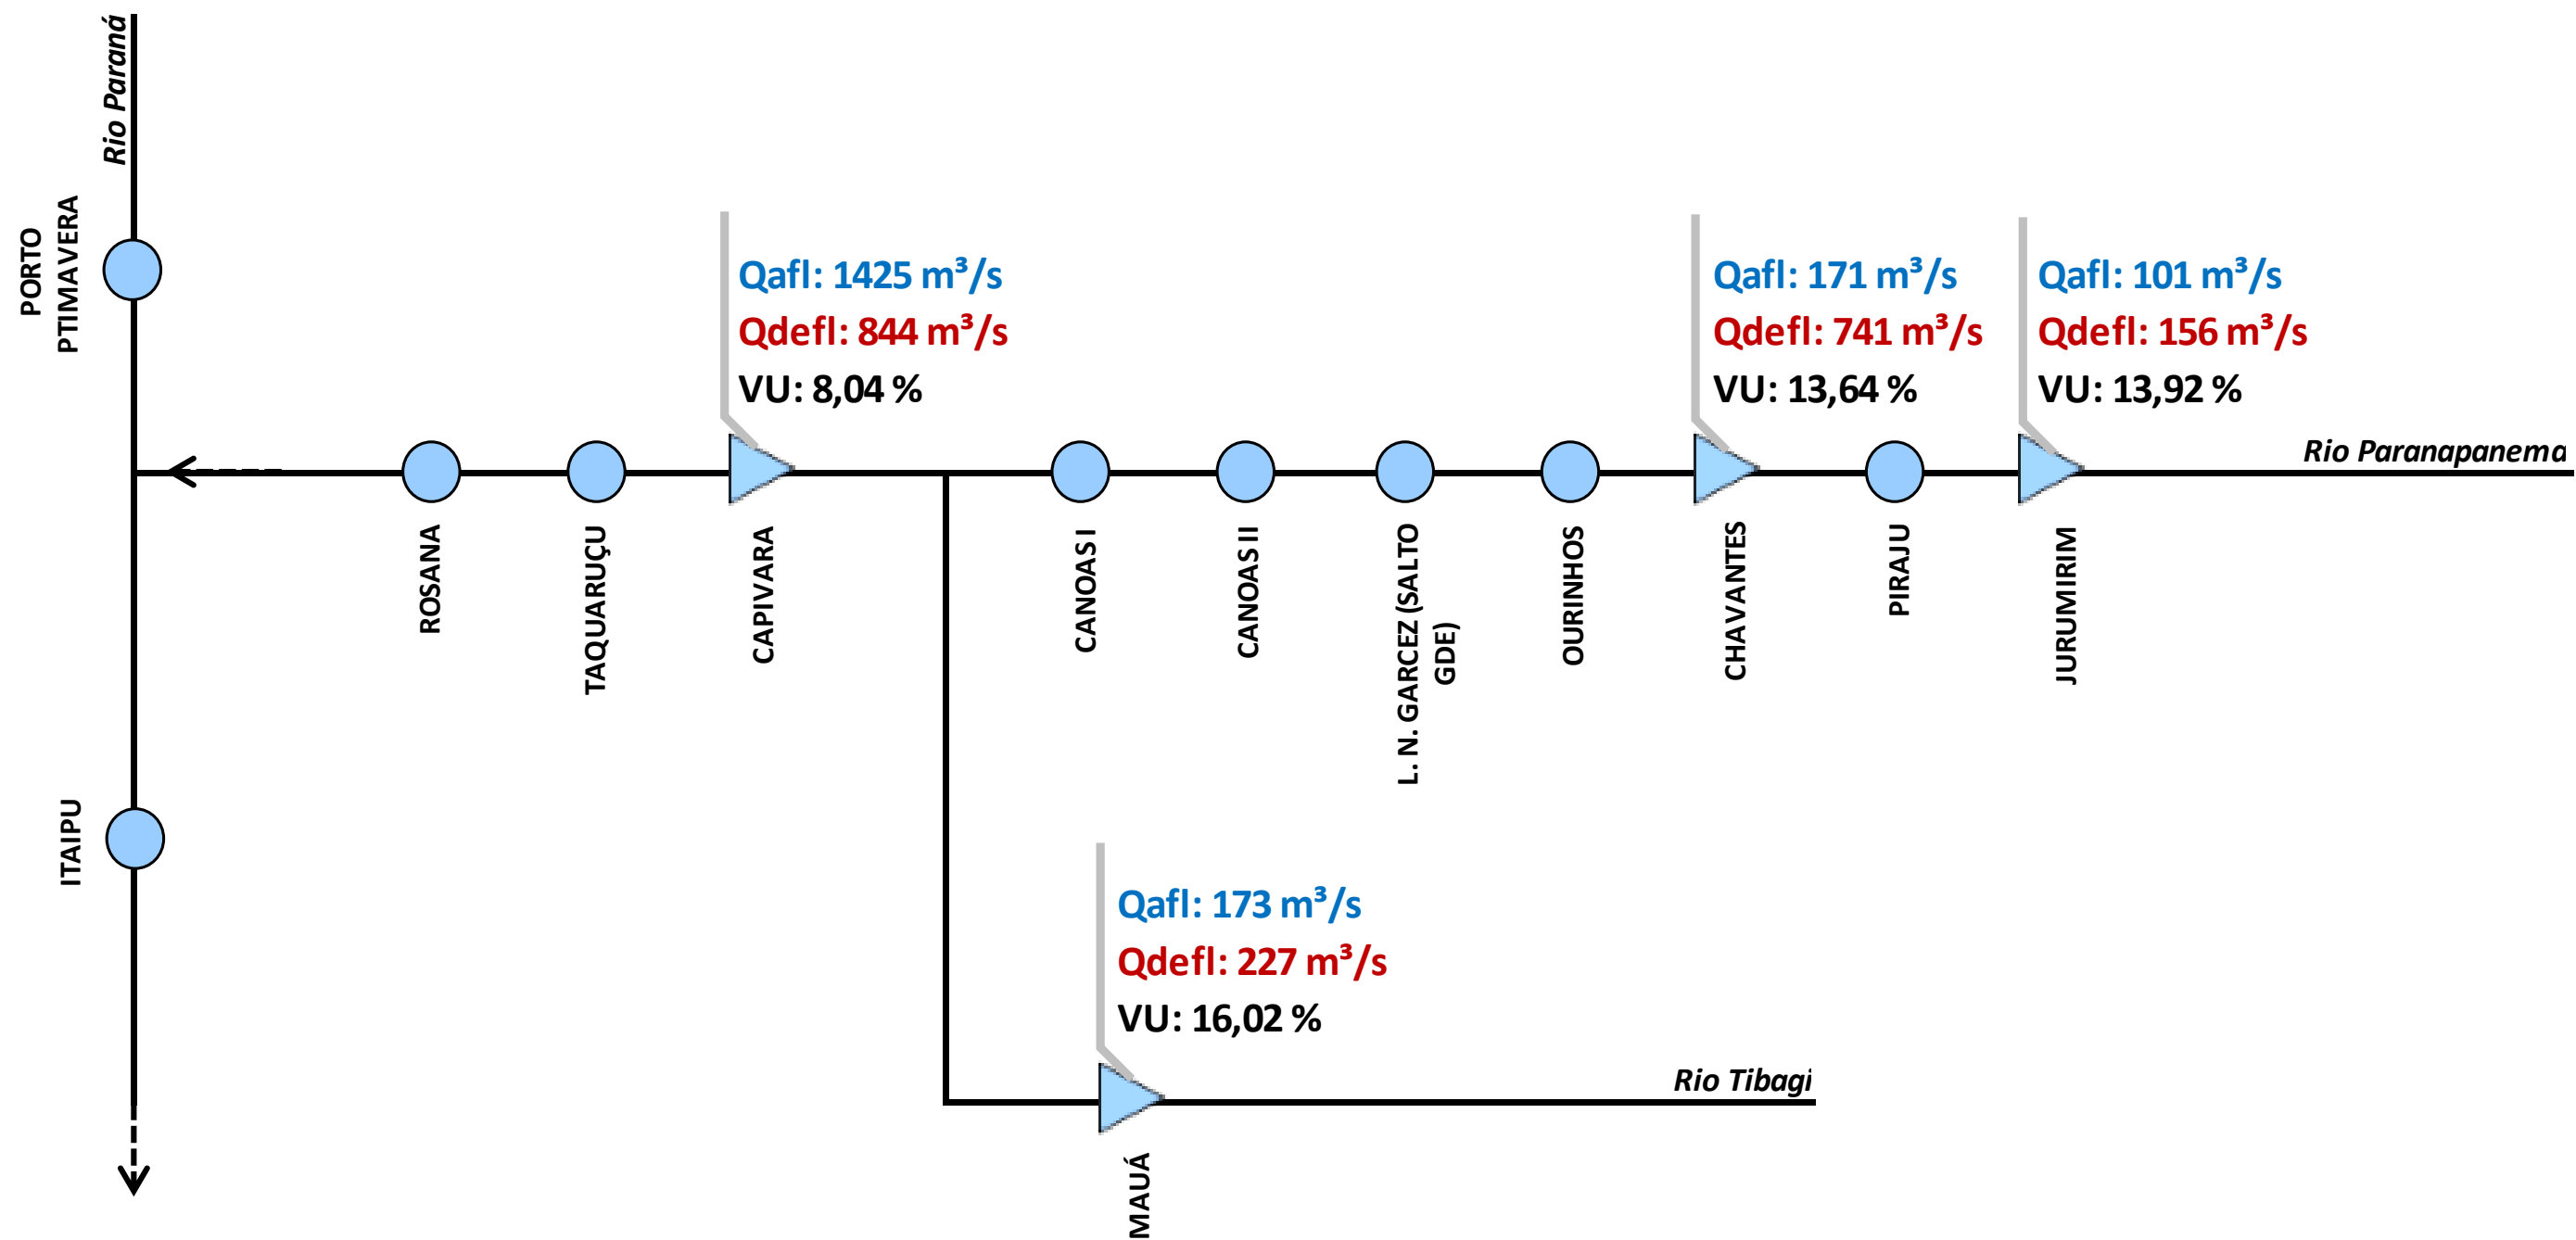 Rio Paraná
PORTO
PTIMAVERA
Qafl: 1425 m³/s
Qdefl: 844 m³/s
VU: 8,04 %
Qafl: 171 m³/s
Qdefl: 741 m³/s
VU: 13,64 %
Qafl: 101 m³/s
Qdefl: 156 m³/s
VU: 13,92 %
Rio Paranapanema
ROSANA
TAQUARUÇU
CAPIVARA
CANOAS I
CANOAS II
L. N. GARCEZ (SALTO
GDE)
OURINHOS
CHAVANTES
PIRAJU
JURUMIRIM
ITAIPU
Qafl: 173 m³/s
Qdefl: 227 m³/s
VU: 16,02 %
Rio Tibagi
MAUÁ